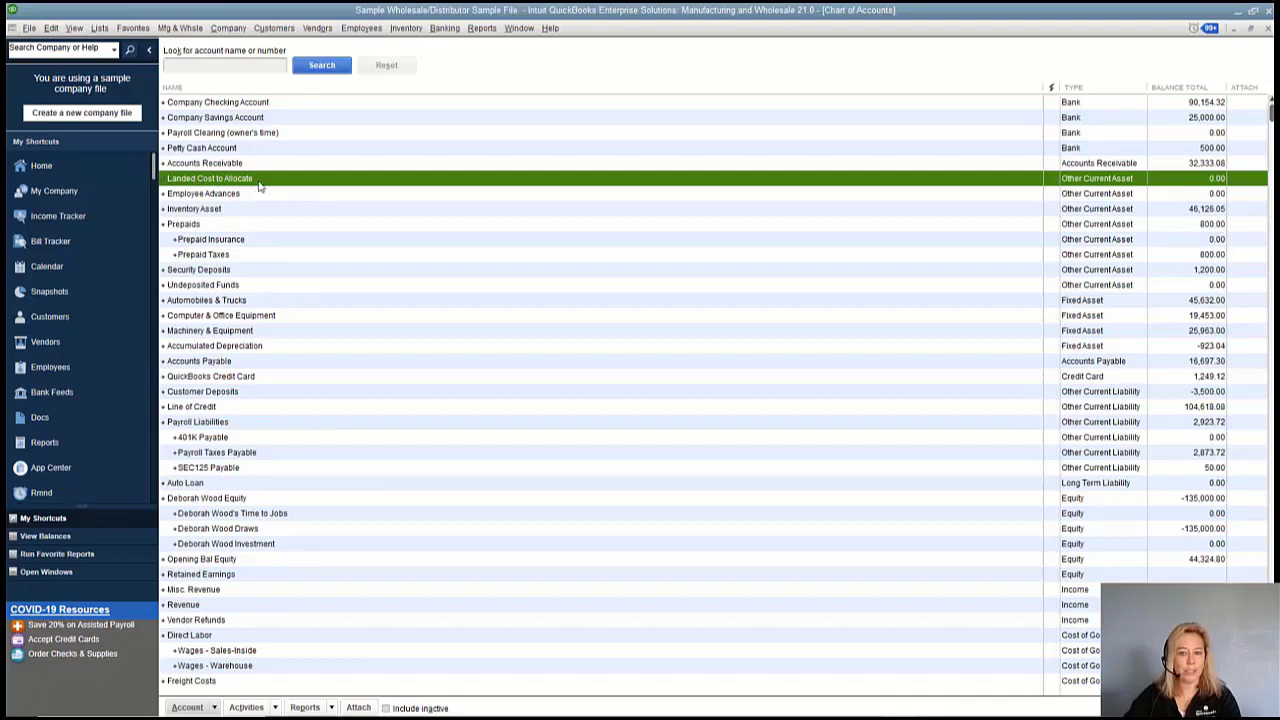 Sample Wholesale/Distributor Sample File - Intuit QuickBooks Enterprise Solutions: Manufacturing and Wholesale 21.0 - [Chart of Accounts]
File Edit View Lists Favorites Mfg & Whsle Company Customers Vendors Employees Inventory Banking Reports Window Help 99+
Search Company or Help
You are using a sample
company file
Create a new company file
My Shortcuts
Home
My Company
Income Tracker
Bill Tracker
Calendar
Snapshots
Customers
Vendors
Employees
Bank Feeds
Docs
Reports
App Center
Rmnd
My Shortcuts
View Balances
Run Favorite Reports
Open Windows
COVID-19 Resources
Save 20% on Assisted Payroll
Accept Credit Cards
Order Checks & Supplies
Look for account name or number
Search Reset
NAME TYPE BALANCE TOTAL ATTACH
Company Checking Account Bank 90,154.32
Company Savings Account Bank 25,000.00
Payroll Clearing (owner's time) Bank 0.00
Petty Cash Account Bank 500.00
Accounts Receivable Accounts Receivable 32,333.08
Landed Cost to Allocate Other Current Asset 0.00
Employee Advances Other Current Asset 0.00
Inventory Asset Other Current Asset 46,126.05
Prepaids Other Current Asset 800.00
Prepaid Insurance Other Current Asset 0.00
Prepaid Taxes Other Current Asset 800.00
Security Deposits Other Current Asset 1,200.00
Undeposited Funds Other Current Asset 0.00
Automobiles & Trucks Fixed Asset 45,632.00
Computer & Office Equipment Fixed Asset 19,453.00
Machinery & Equipment Fixed Asset 25,963.00
Accumulated Depreciation Fixed Asset -923.04
Accounts Payable Accounts Payable 16,697.30
QuickBooks Credit Card Credit Card 1,249.12
Customer Deposits Other Current Liability -3,500.00
Line of Credit Other Current Liability 104,618.08
Payroll Liabilities Other Current Liability 2,923.72
401K Payable Other Current Liability 0.00
Payroll Taxes Payable Other Current Liability 2,873.72
SEC125 Payable Other Current Liability 50.00
Auto Loan Long Term Liability 0.00
Deborah Wood Equity Equity -135,000.00
Deborah Wood's Time to Jobs Equity 0.00
Deborah Wood Draws Equity -135,000.00
Deborah Wood Investment Equity 0.00
Opening Bal Equity Equity 44,324.80
Retained Earnings Equity
Misc. Revenue Income
Revenue Income
Vendor Refunds Income
Direct Labor Cost of Go
Wages - Sales-Inside Cost of Go
Wages - Warehouse Cost of Go
Freight Costs Cost of Go
Account Activities Reports Attach Include inactive